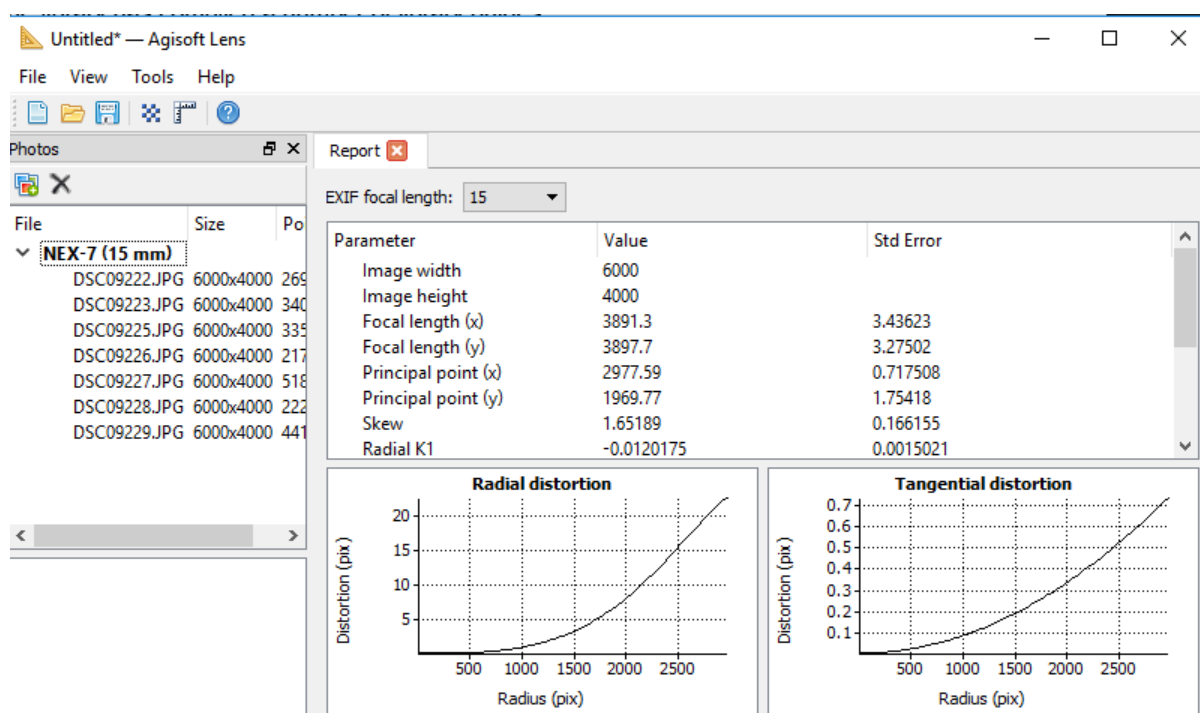 Untitled* — Agisoft Lens
File View Tools Help
Photos
File Size Po
NEX-7 (15 mm)
DSC09222.JPG 6000x4000 269
DSC09223.JPG 6000x4000 340
DSC09225.JPG 6000x4000 335
DSC09226.JPG 6000x4000 217
DSC09227.JPG 6000x4000 518
DSC09228.JPG 6000x4000 222
DSC09229.JPG 6000x4000 441
Report
EXIF focal length: 15
Parameter Value Std Error
Image width 6000
Image height 4000
Focal length (x) 3891.3 3.43623
Focal length (y) 3897.7 3.27502
Principal point (x) 2977.59 0.717508
Principal point (y) 1969.77 1.75418
Skew 1.65189 0.166155
Radial K1 -0.0120175 0.0015021
Radial distortion
Distortion (pix)
20
15
10
5
500 1000 1500 2000 2500
Radius (pix)
Tangential distortion
Distortion (pix)
0.7
0.6
0.5
0.4
0.3
0.2
0.1
500 1000 1500 2000 2500
Radius (pix)